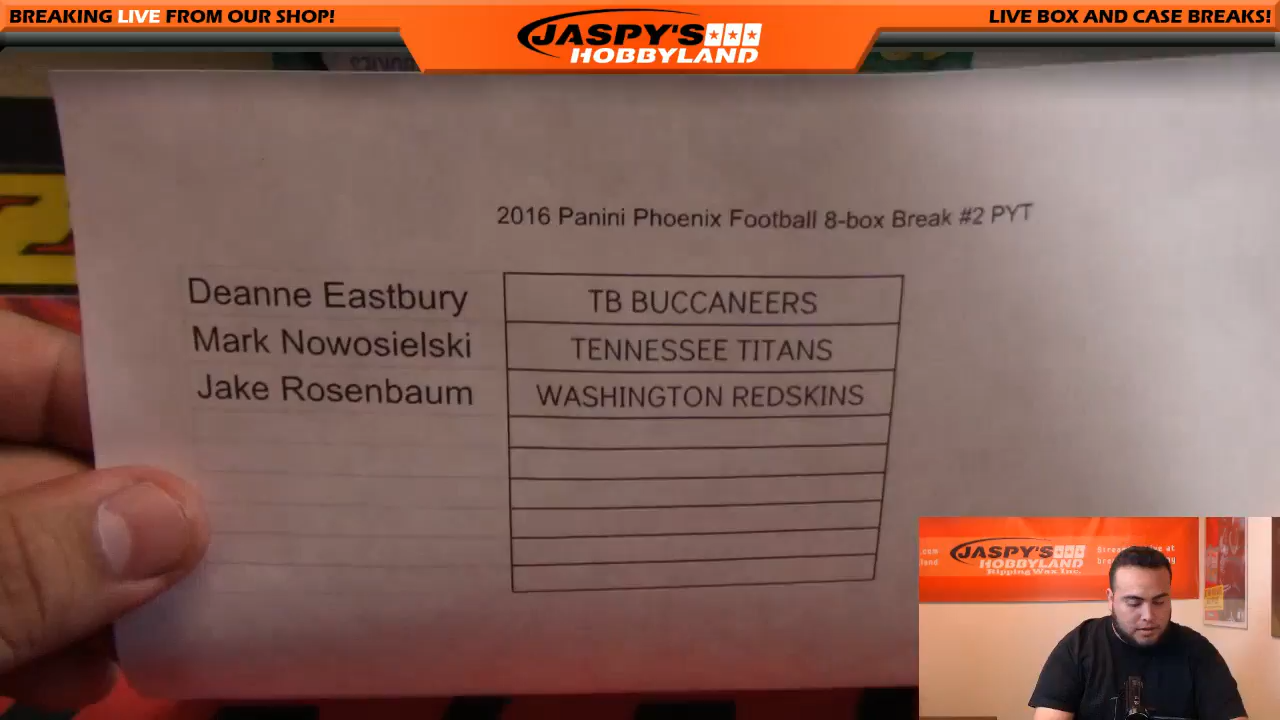 BREAKING LIVE FROM OUR SHOP!
JASPY'S
HOBBYLAND
LIVE BOX AND CASE BREAKS!
2016 Panini Phoenix Football 8-box Break #2 PYT
Deanne Eastbury TB BUCCANEERS
Mark Nowosielski TENNESSEE TITANS
Jake Rosenbaum WASHINGTON REDSKINS
JASPY'S
HOBBYLAND
Ripping Wax Inc.